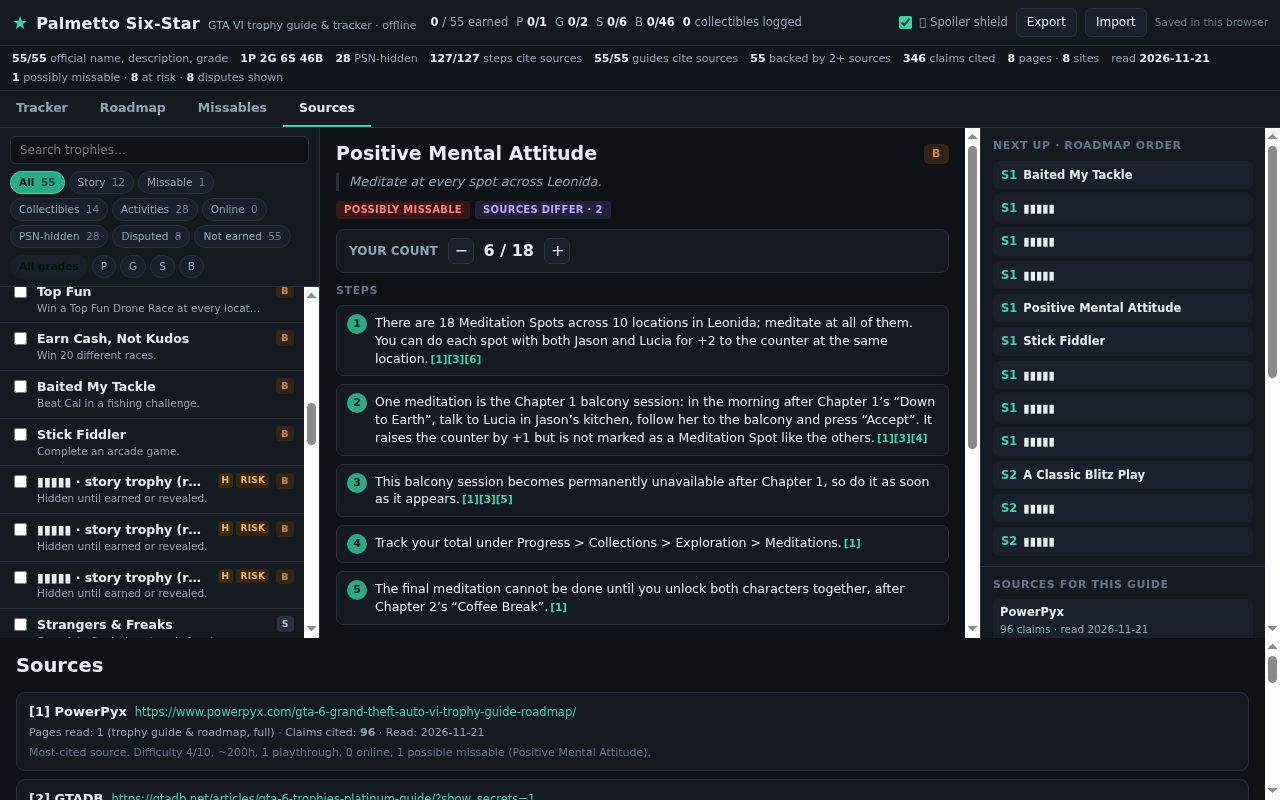 ★ Palmetto Six-Star GTA VI trophy guide & tracker · offline 0 / 55 earned P 0/1 G 0/2 S 0/6 B 0/46 0 collectibles logged Spoiler shield Export Import Saved in this browser
55/55 official name, description, grade 1P 2G 6S 46B 28 PSN-hidden 127/127 steps cite sources 55/55 guides cite sources 55 backed by 2+ sources 346 claims cited 8 pages · 8 sites read 2026-11-21
1 possibly missable · 8 at risk · 8 disputes shown
Tracker Roadmap Missables Sources
Search trophies...
All 55 Story 12 Missable 1
Collectibles 14 Activities 28 Online 0
PSN-hidden 28 Disputed 8 Not earned 55
All grades P G S B
Top Fun B
Win a Top Fun Drone Race at every locat...
Earn Cash, Not Kudos B
Win 20 different races.
Baited My Tackle B
Beat Cal in a fishing challenge.
Stick Fiddler B
Complete an arcade game.
▮▮▮▮▮ · story trophy (r... H RISK B
Hidden until earned or revealed.
▮▮▮▮▮ · story trophy (r... H RISK B
Hidden until earned or revealed.
▮▮▮▮▮ · story trophy (r... H RISK B
Hidden until earned or revealed.
Strangers & Freaks S
Positive Mental Attitude B
Meditate at every spot across Leonida.
POSSIBLY MISSABLE SOURCES DIFFER · 2
YOUR COUNT − 6 / 18 +
STEPS
1 There are 18 Meditation Spots across 10 locations in Leonida; meditate at all of them.
You can do each spot with both Jason and Lucia for +2 to the counter at the same
location. [1][3][6]
2 One meditation is the Chapter 1 balcony session: in the morning after Chapter 1’s “Down
to Earth”, talk to Lucia in Jason’s kitchen, follow her to the balcony and press “Accept”. It
raises the counter by +1 but is not marked as a Meditation Spot like the others. [1][3][4]
3 This balcony session becomes permanently unavailable after Chapter 1, so do it as soon
as it appears. [1][3][5]
4 Track your total under Progress > Collections > Exploration > Meditations. [1]
5 The final meditation cannot be done until you unlock both characters together, after
Chapter 2’s “Coffee Break”. [1]
NEXT UP · ROADMAP ORDER
S1 Baited My Tackle
S1 ▮▮▮▮▮
S1 ▮▮▮▮▮
S1 ▮▮▮▮▮
S1 Positive Mental Attitude
S1 Stick Fiddler
S1 ▮▮▮▮▮
S1 ▮▮▮▮▮
S1 ▮▮▮▮▮
S2 A Classic Blitz Play
S2 ▮▮▮▮▮
S2 ▮▮▮▮▮
SOURCES FOR THIS GUIDE
PowerPyx
96 claims · read 2026-11-21
Sources
[1] PowerPyx https://www.powerpyx.com/gta-6-grand-theft-auto-vi-trophy-guide-roadmap/
Pages read: 1 (trophy guide & roadmap, full) · Claims cited: 96 · Read: 2026-11-21
Most-cited source. Difficulty 4/10, ~200h, 1 playthrough, 0 online, 1 possible missable (Positive Mental Attitude).
[2] GTADB https://gtadb.net/articles/gta-6-trophies-platinum-guide/?show_secrets=1